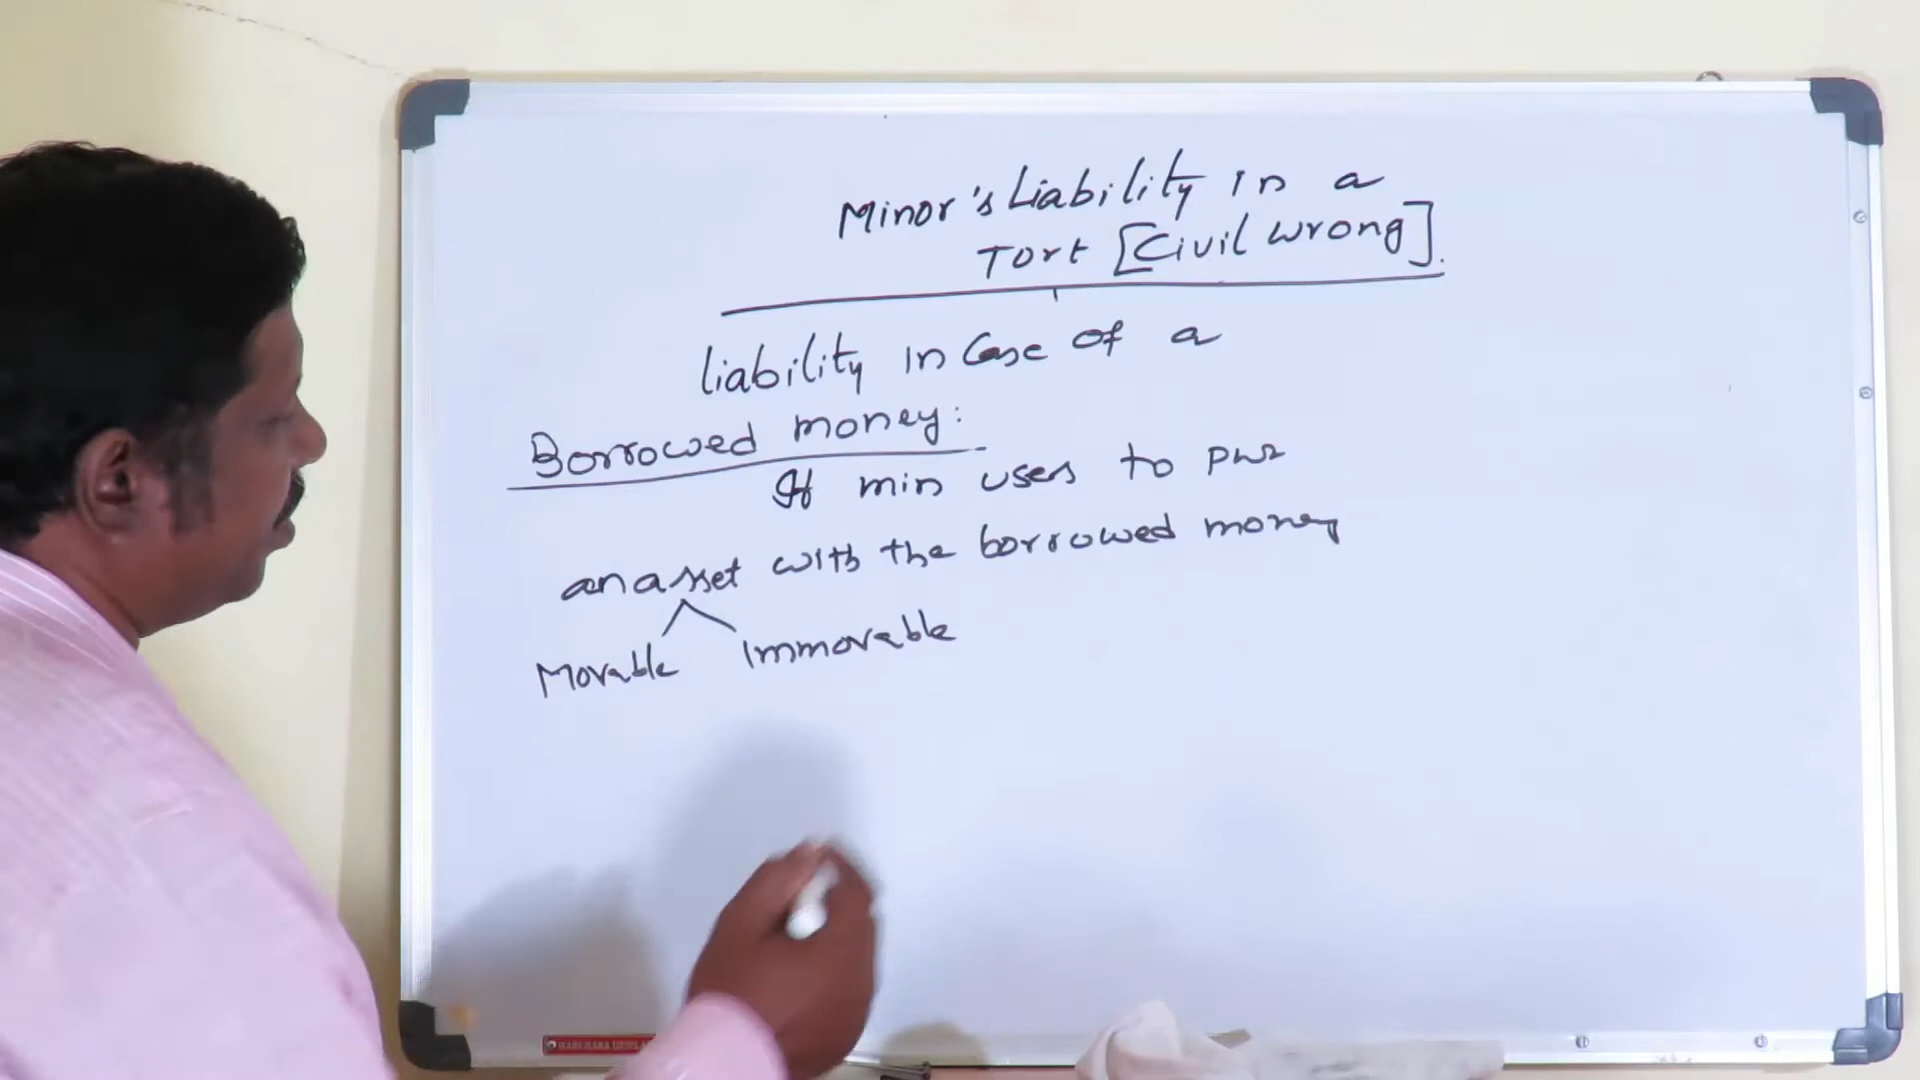 Minor's Liability in a
Tort [Civil wrong].
liability in Case of a
Borrowed money:
If min uses to pur
an asset with the borrowed money
Movable Immovable